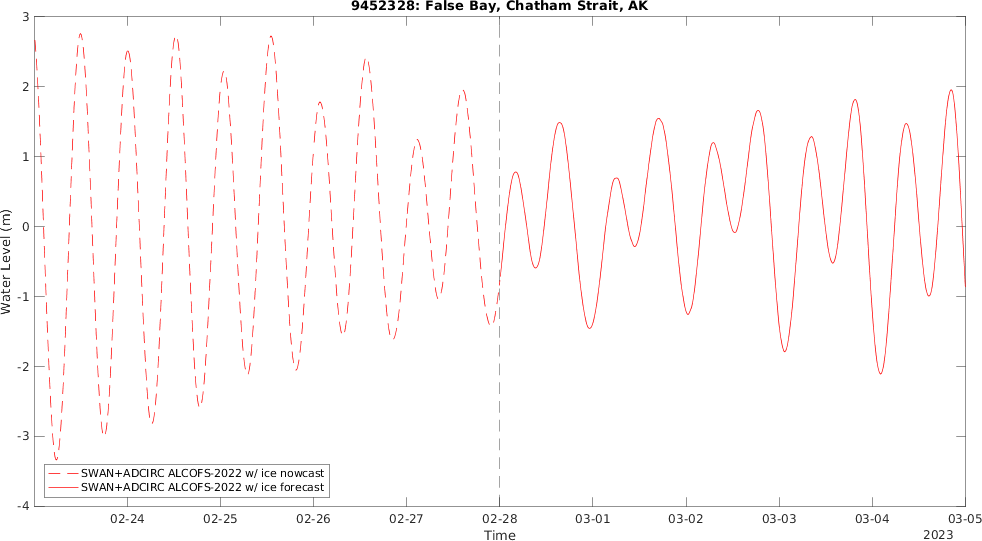 9452328: False Bay, Chatham Strait, AK
3
2
1
0
-1
-2
-3
-4
Water Level (m)
SWAN+ADCIRC ALCOFS-2022 w/ ice nowcast
SWAN+ADCIRC ALCOFS-2022 w/ ice forecast
02-24 02-25 02-26 02-27 02-28 03-01 03-02 03-03 03-04 03-05
Time
2023